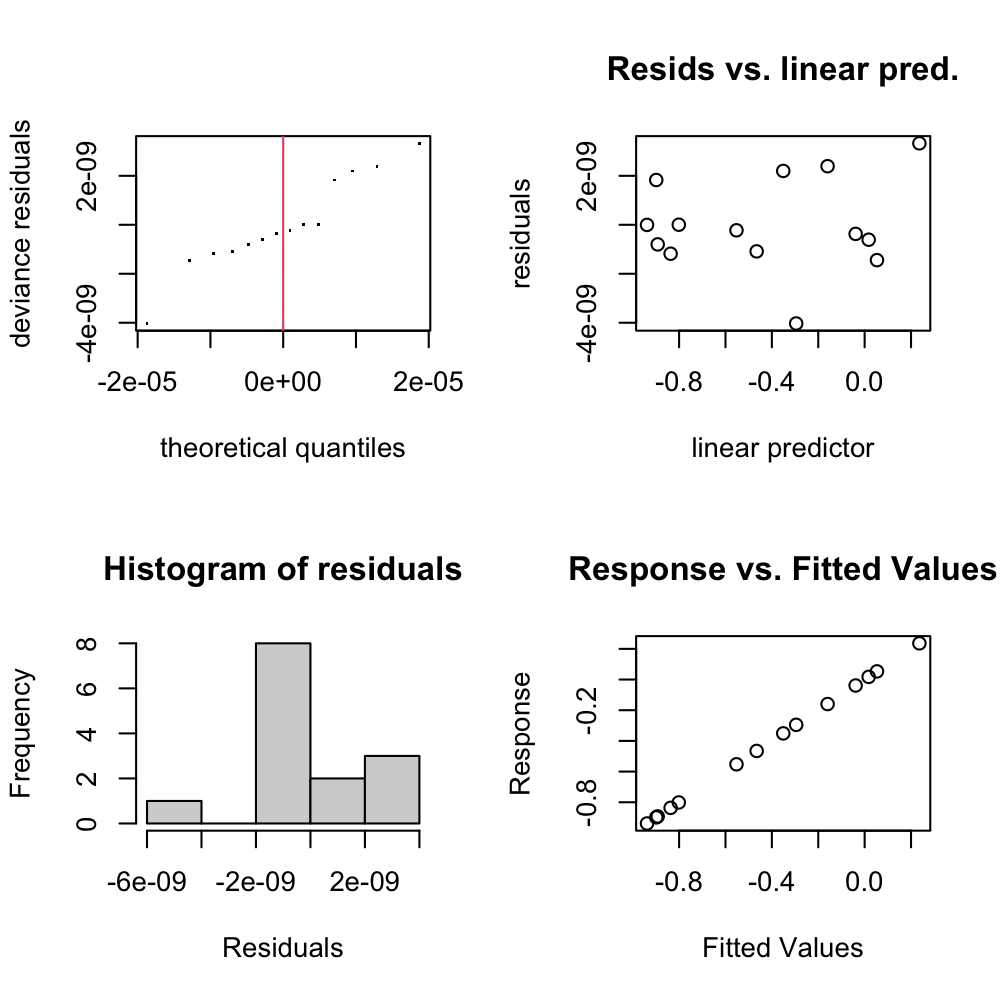 deviance residuals
-4e-09
2e-09
-2e-05
0e+00
2e-05
theoretical quantiles
Resids vs. linear pred.
residuals
-4e-09
2e-09
-0.8
-0.4
0.0
linear predictor
Histogram of residuals
Frequency
0
2
4
6
8
-6e-09
-2e-09
2e-09
Residuals
Response vs. Fitted Values
Response
-0.8
-0.2
-0.8
-0.4
0.0
Fitted Values